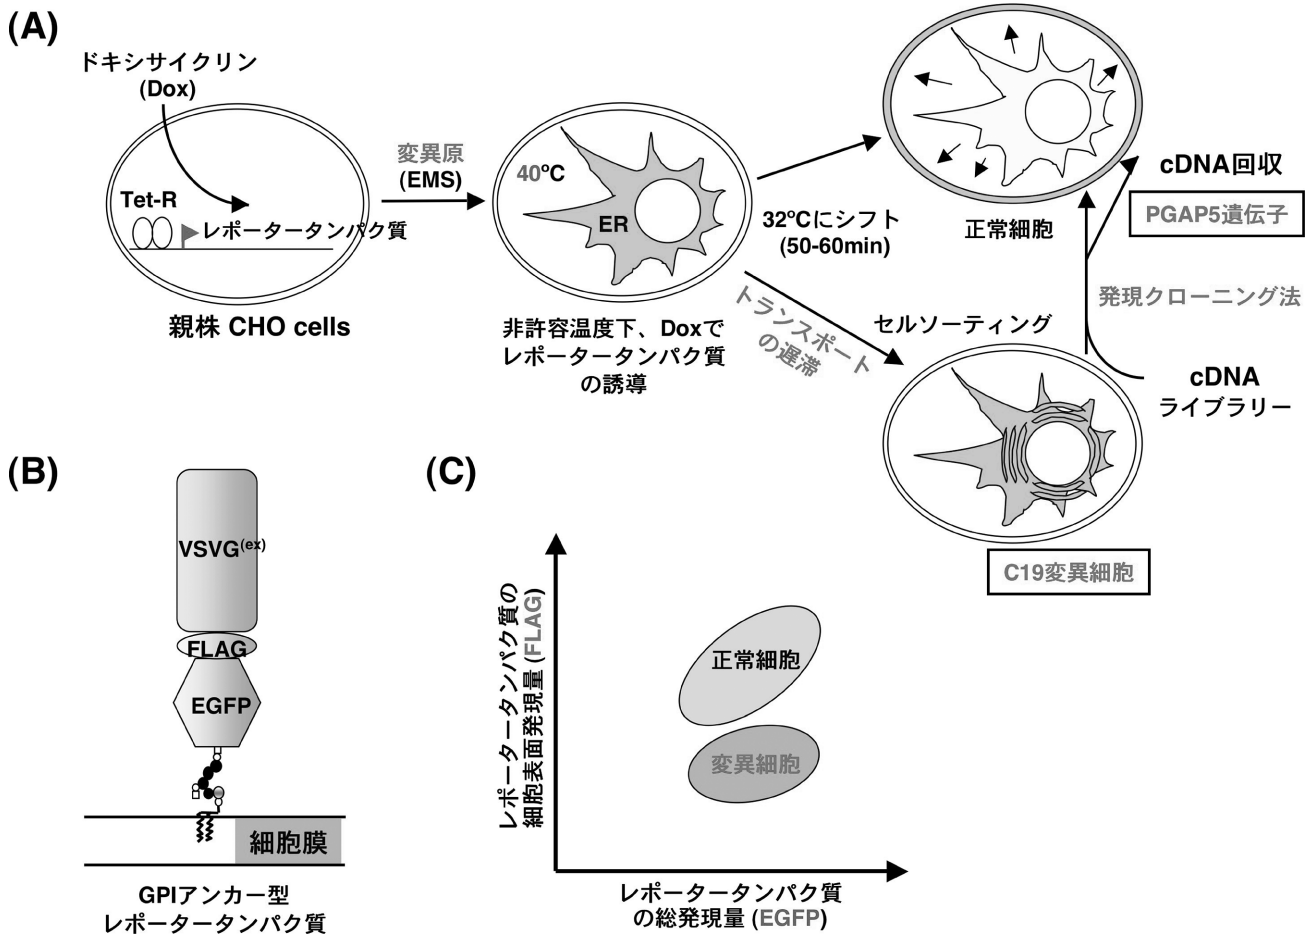 (A)
ドキシサイクリン
(Dox)
Tet-R
レポータータンパク質
親株 CHO cells
変異原
(EMS)
40ºC
ER
非許容温度下、Doxで
レポータータンパク質
の誘導
32ºCにシフト
(50-60min)
トランスポート
の遅滞
正常細胞
cDNA回収
PGAP5遺伝子
発現クローニング法
セルソーティング
cDNA
ライブラリー
C19変異細胞
(B)
VSVG(ex)
FLAG
EGFP
細胞膜
GPIアンカー型
レポータータンパク質
(C)
レポータータンパク質の
細胞表面発現量 (FLAG)
正常細胞
変異細胞
レポータータンパク質
の総発現量 (EGFP)